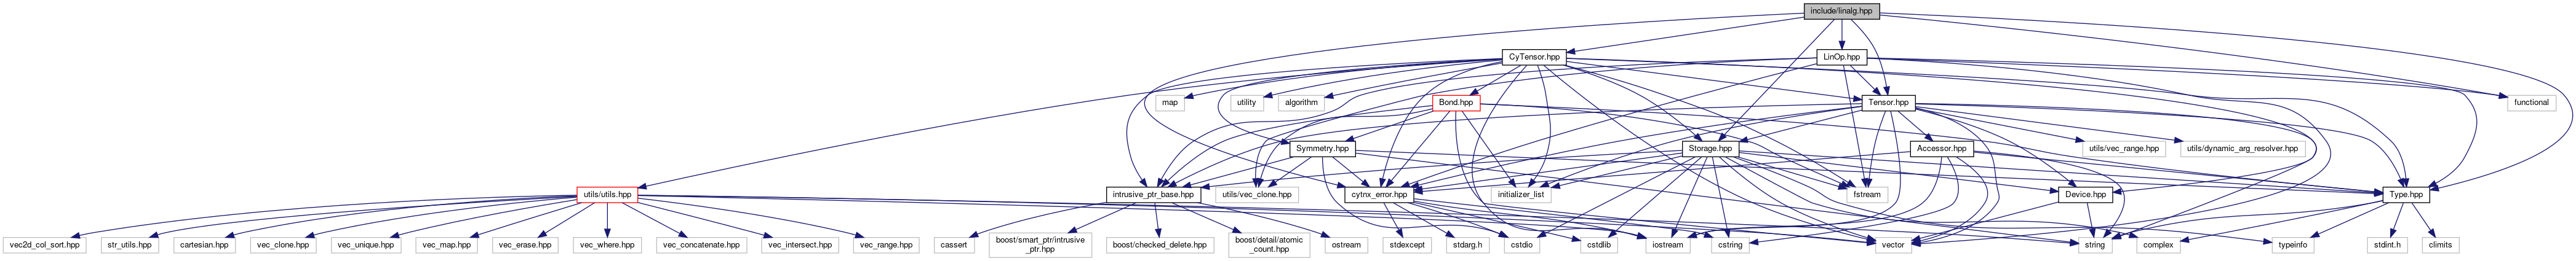 include/linalg.hpp
CyTensor.hpp
LinOp.hpp
map
utility
algorithm
Bond.hpp
Tensor.hpp
functional
Symmetry.hpp
Storage.hpp
Accessor.hpp
utils/vec_range.hpp
utils/dynamic_arg_resolver.hpp
utils/utils.hpp
intrusive_ptr_base.hpp
utils/vec_clone.hpp
cytnx_error.hpp
initializer_list
fstream
Device.hpp
Type.hpp
vec2d_col_sort.hpp
str_utils.hpp
cartesian.hpp
vec_clone.hpp
vec_unique.hpp
vec_map.hpp
vec_erase.hpp
vec_where.hpp
vec_concatenate.hpp
vec_intersect.hpp
vec_range.hpp
cassert
boost/smart_ptr/intrusive
_ptr.hpp
boost/checked_delete.hpp
boost/detail/atomic
_count.hpp
ostream
stdexcept
stdarg.h
cstdio
cstdlib
iostream
cstring
vector
string
complex
typeinfo
stdint.h
climits